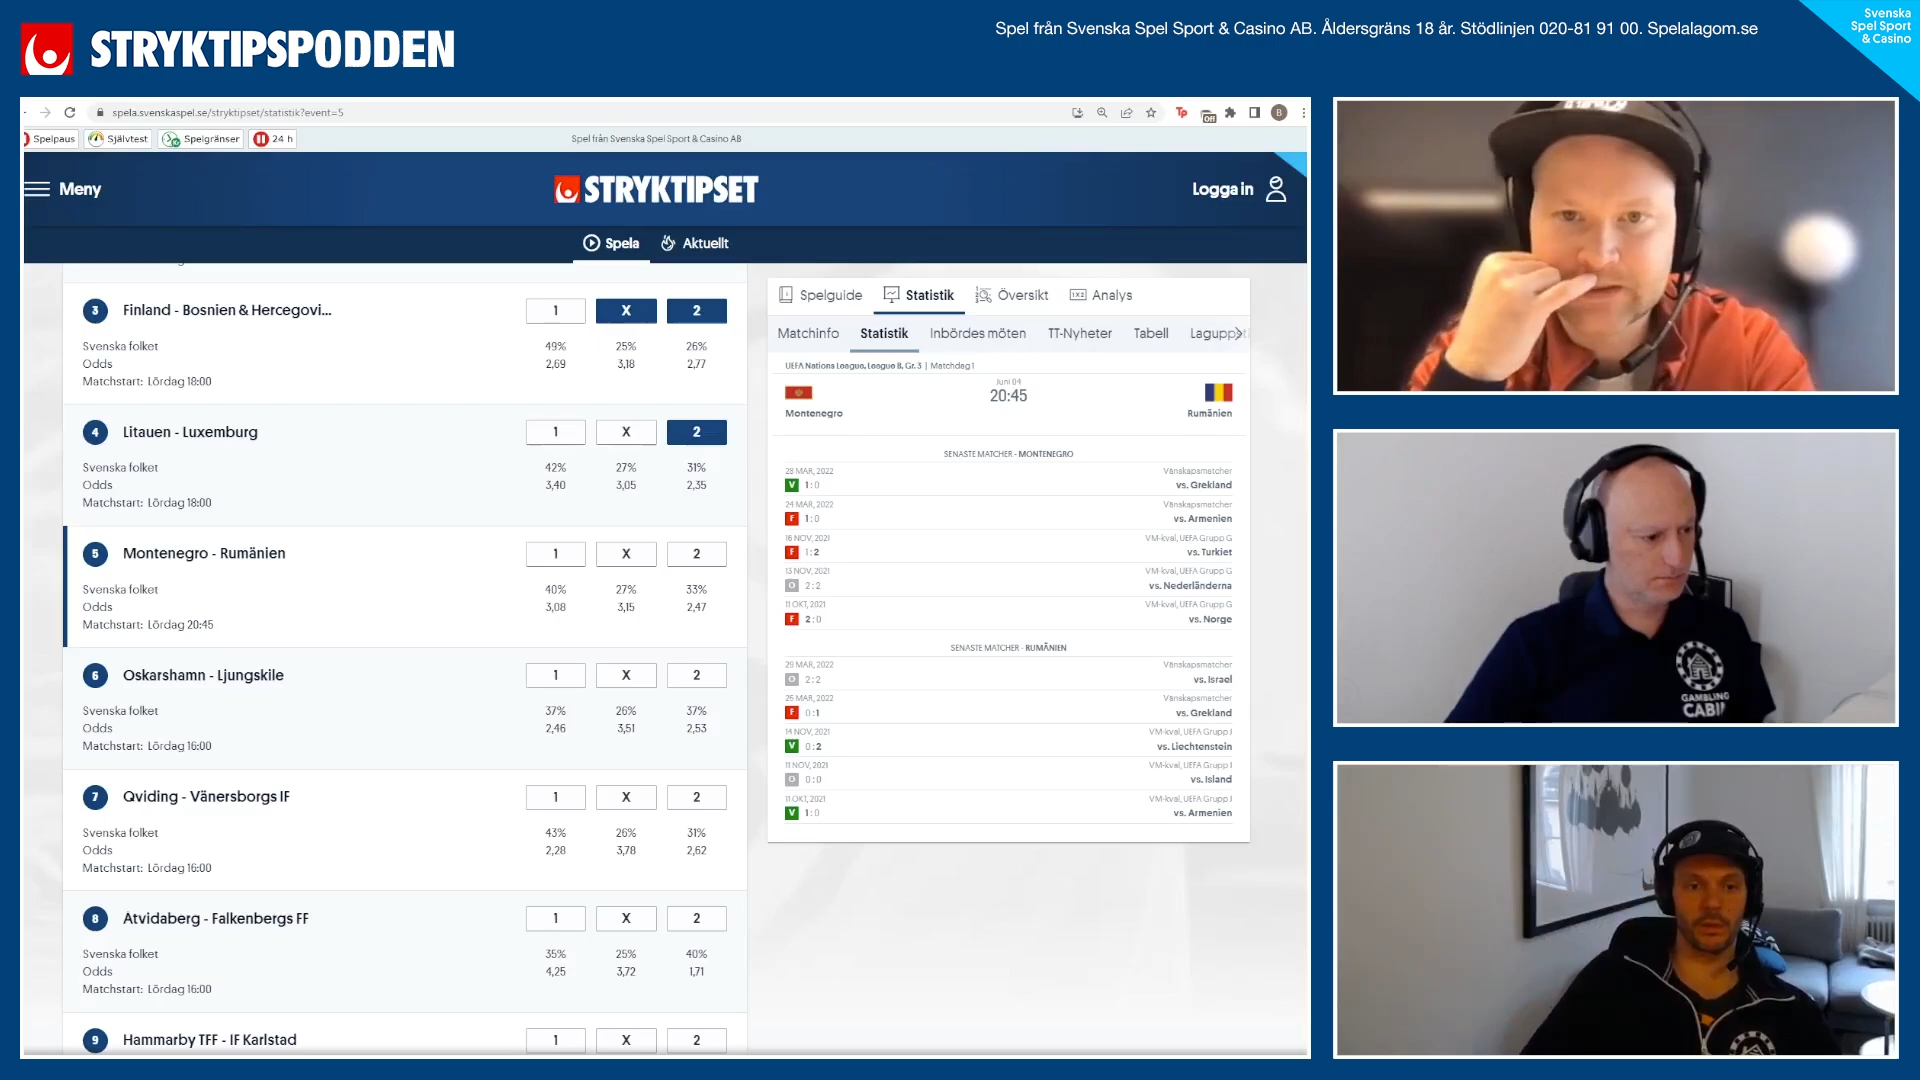 STRYKTIPSPODDEN
Spel från Svenska Spel Sport & Casino AB. Åldersgräns 18 år. Stödlinjen 020-81 91 00. Spelalagom.se
Svenska
Spel Sport
& Casino
spela.svenskaspel.se/stryktipset/statistik?event=5
Tp
Off
B
Spelpaus
Självtest
Spelgränser
24 h
Spel från Svenska Spel Sport & Casino AB
Meny
STRYKTIPSET
Logga in
Spela
Aktuellt
3 Finland - Bosnien & Hercegovi... 1 X 2
Svenska folket 49% 25% 26%
Odds 2,69 3,18 2,77
Matchstart: Lördag 18:00
4 Litauen - Luxemburg 1 X 2
Svenska folket 42% 27% 31%
Odds 3,40 3,05 2,35
Matchstart: Lördag 18:00
5 Montenegro - Rumänien 1 X 2
Svenska folket 40% 27% 33%
Odds 3,08 3,15 2,47
Matchstart: Lördag 20:45
6 Oskarshamn - Ljungskile 1 X 2
Svenska folket 37% 26% 37%
Odds 2,46 3,51 2,53
Matchstart: Lördag 16:00
7 Qviding - Vänersborgs IF 1 X 2
Svenska folket 43% 26% 31%
Odds 2,28 3,78 2,62
Matchstart: Lördag 16:00
8 Åtvidaberg - Falkenbergs FF 1 X 2
Svenska folket 35% 25% 40%
Odds 4,25 3,72 1,71
Matchstart: Lördag 16:00
9 Hammarby TFF - IF Karlstad 1 X 2
Spelguide Statistik Översikt Analys
Matchinfo Statistik Inbördes möten TT-Nyheter Tabell
UEFA Nations League, League B, Gr. 3 | Matchdag 1
Juni 04
20:45
Montenegro Rumänien
SENASTE MATCHER - MONTENEGRO
28 MAR, 2022 Vänskapsmatcher
V 1:0 vs. Grekland
24 MAR, 2022 Vänskapsmatcher
F 1:0 vs. Armenien
16 NOV, 2021 VM-kval, UEFA Grupp G
F 1:2 vs. Turkiet
13 NOV, 2021 VM-kval, UEFA Grupp G
O 2:2 vs. Nederländerna
11 OKT, 2021 VM-kval, UEFA Grupp G
F 2:0 vs. Norge
SENASTE MATCHER - RUMÄNIEN
29 MAR, 2022 Vänskapsmatcher
O 2:2 vs. Israel
25 MAR, 2022 Vänskapsmatcher
F 0:1 vs. Grekland
14 NOV, 2021 VM-kval, UEFA Grupp J
V 0:2 vs. Liechtenstein
11 NOV, 2021 VM-kval, UEFA Grupp J
O 0:0 vs. Island
11 OKT, 2021 VM-kval, UEFA Grupp J
V 1:0 vs. Armenien
GAMBLING
CABIN